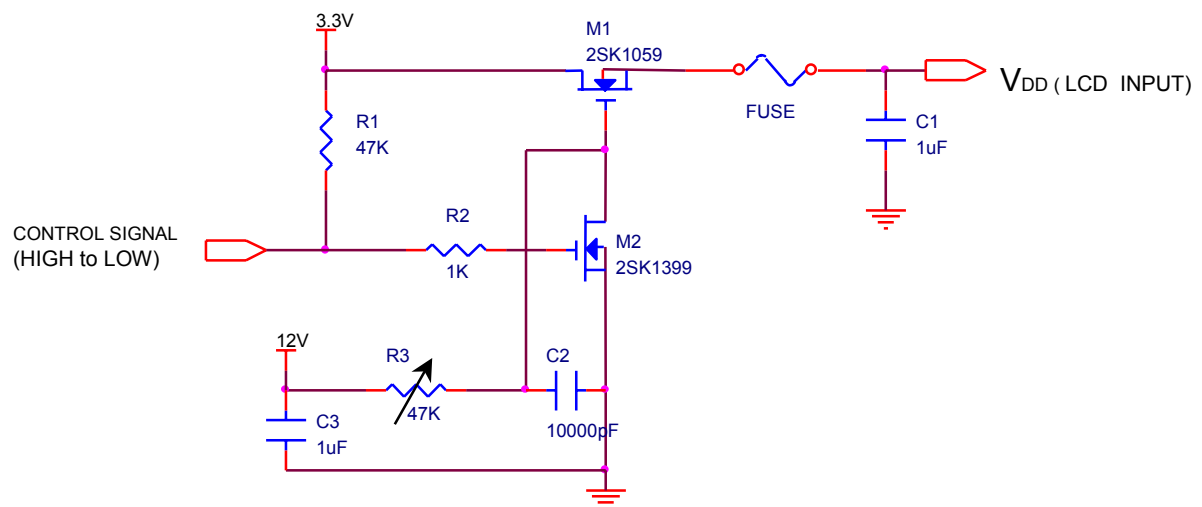 3.3V
M1
2SK1059
VDD ( LCD INPUT)
FUSE
R1
47K
C1
1uF
CONTROL SIGNAL
(HIGH to LOW)
R2
1K
M2
2SK1399
12V
R3
47K
C2
10000pF
C3
1uF